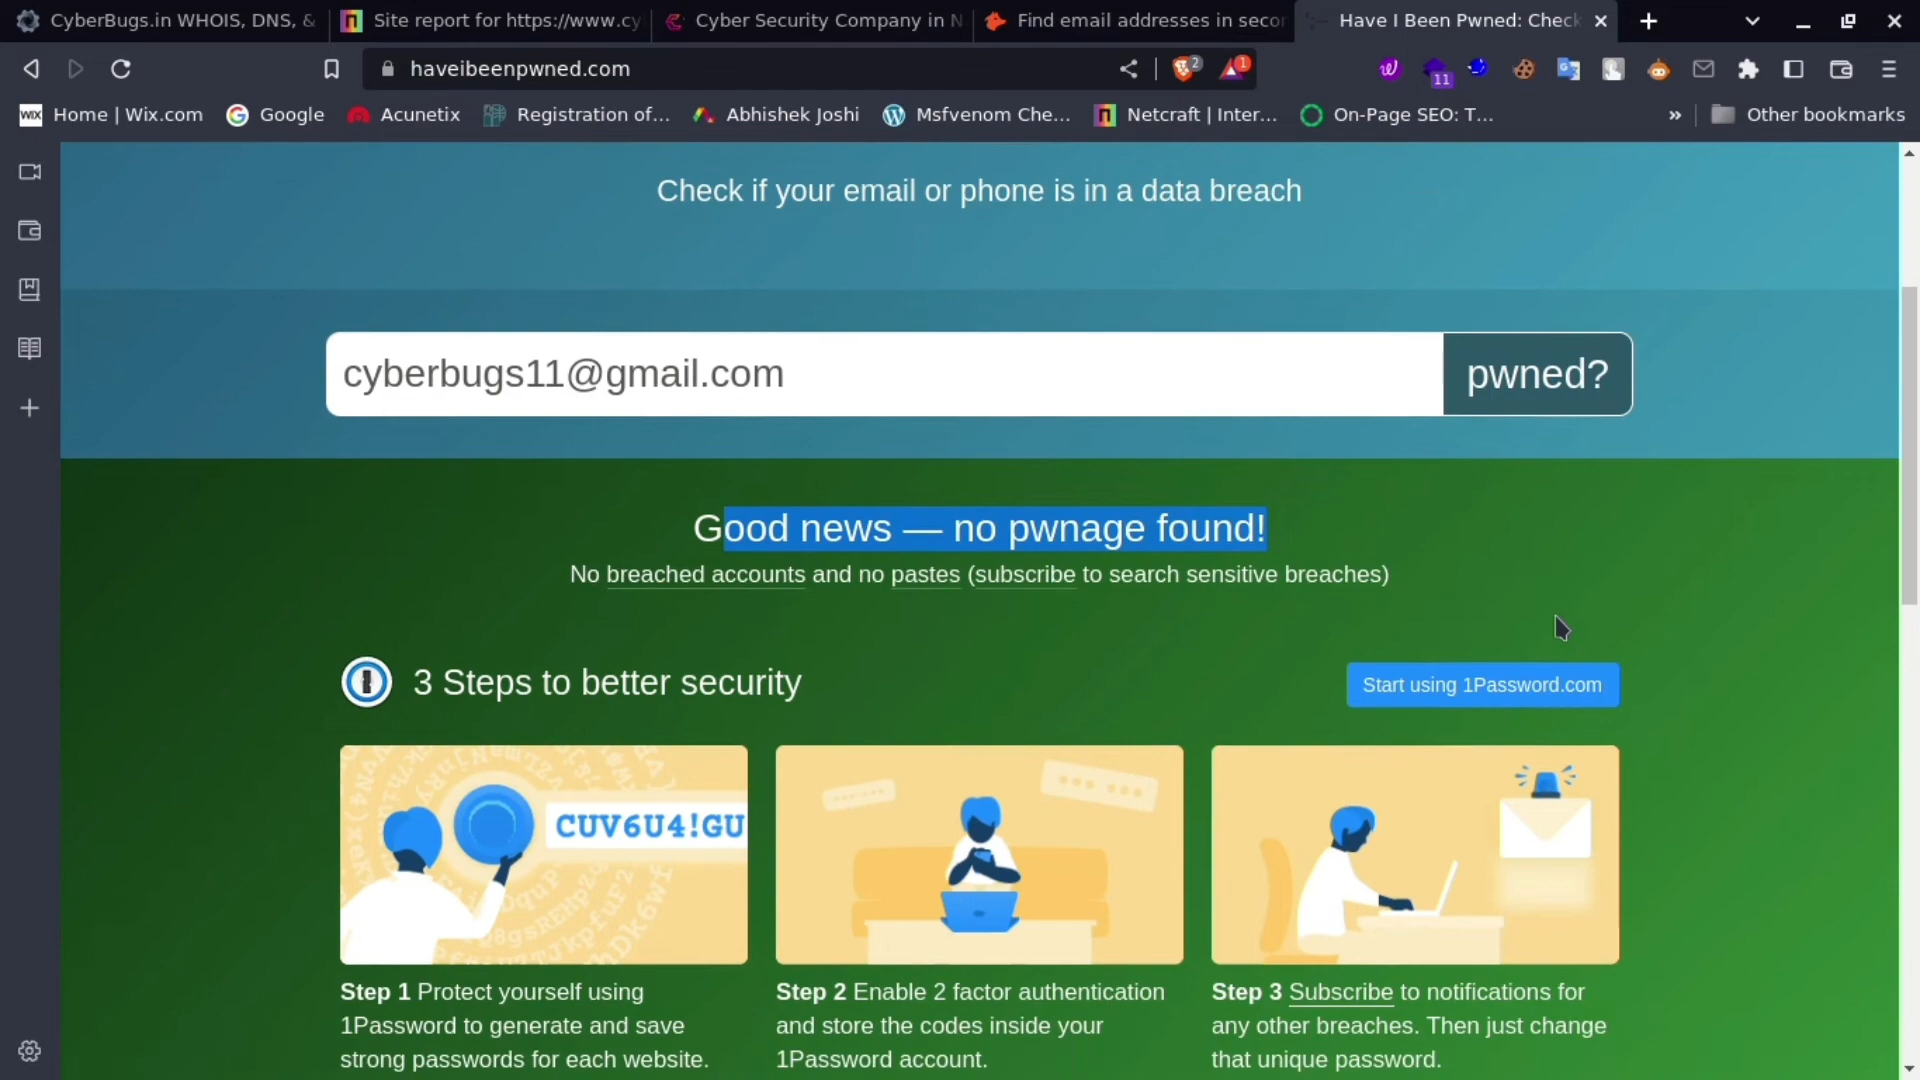 CyberBugs.in WHOIS, DNS, &
Site report for https://www.cy
Cyber Security Company in N
Find email addresses in secor
Have I Been Pwned: Check
haveibeenpwned.com
2
1
11
WIX
Home | Wix.com
Google
Acunetix
Registration of...
Abhishek Joshi
Msfvenom Che...
Netcraft | Inter...
On-Page SEO: T...
»
Other bookmarks
Check if your email or phone is in a data breach
cyberbugs11@gmail.com
pwned?
Good news — no pwnage found!
No breached accounts and no pastes (subscribe to search sensitive breaches)
3 Steps to better security
Start using 1Password.com
CUV6U4!GU
Step 1 Protect yourself using
1Password to generate and save
strong passwords for each website.
Step 2 Enable 2 factor authentication
and store the codes inside your
1Password account.
Step 3 Subscribe to notifications for
any other breaches. Then just change
that unique password.